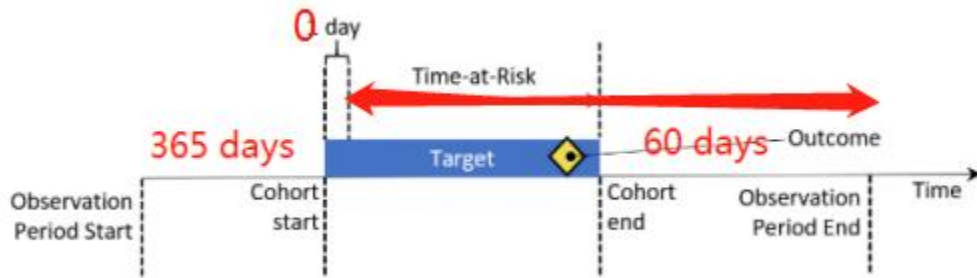 0 day
Time-at-Risk
365 days
Target
60 days
Outcome
Observation
Period Start
Cohort
start
Cohort
end
Observation
Period End
Time